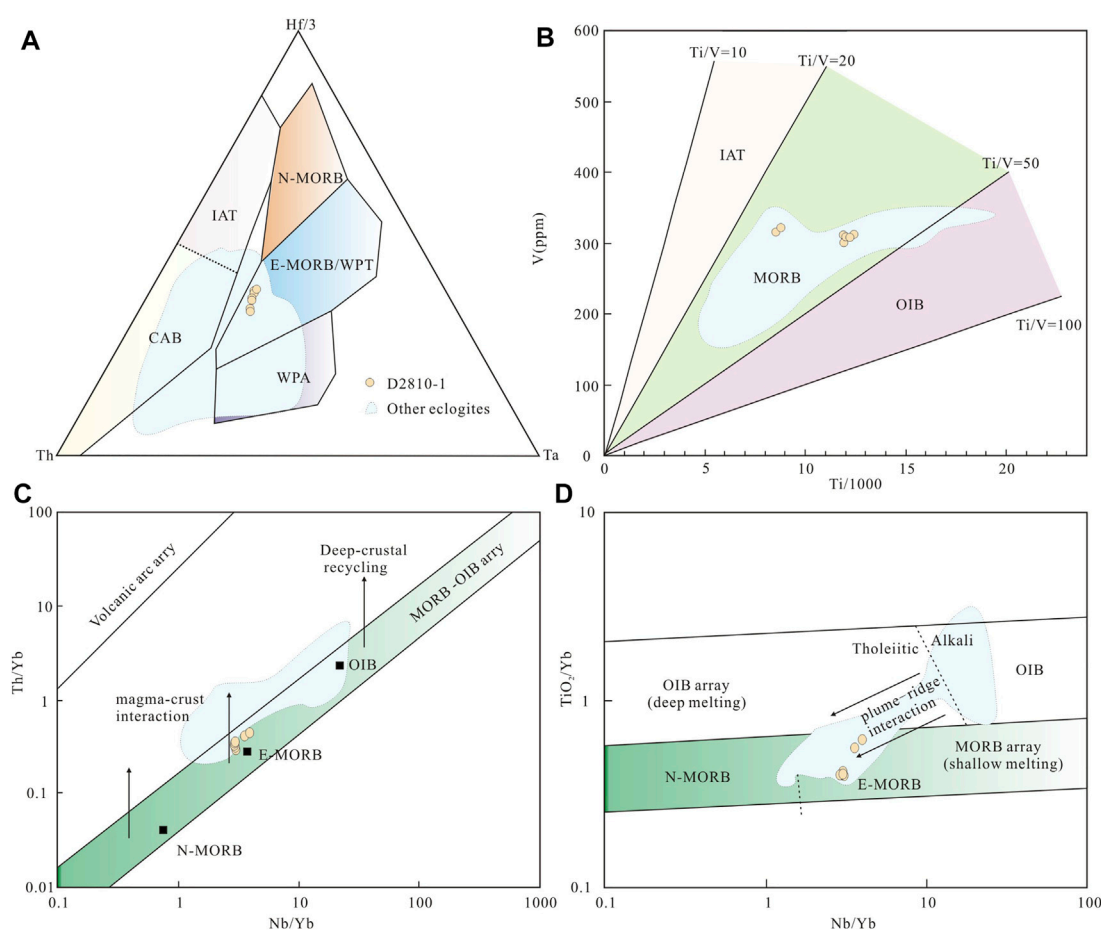 A
Hf/3
N-MORB
IAT
E-MORB/WPT
CAB
WPA
D2810-1
Other eclogites
Th
Ta
B
600
500
400
300
200
100
0
V(ppm)
Ti/V=10
Ti/V=20
Ti/V=50
Ti/V=100
IAT
MORB
OIB
0
5
10
15
20
Ti/1000
C
100
10
1
0.1
0.01
Th/Yb
Volcanic arc arry
Deep-crustal
recycling
MORB-OIB arry
OIB
magma-crust
interaction
E-MORB
N-MORB
0.1
1
10
100
1000
Nb/Yb
D
10
1
0.1
TiO2/Yb
Tholeiitic
Alkali
OIB
OIB array
(deep melting)
plume-ridge
interaction
MORB array
(shallow melting)
N-MORB
E-MORB
0.1
1
10
100
Nb/Yb